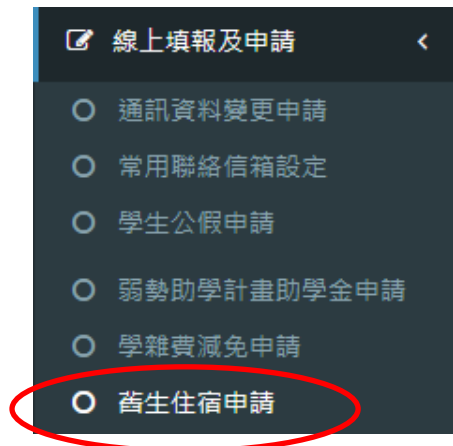 線上填報及申請
通訊資料變更申請
常用聯絡信箱設定
學生公假申請
弱勢助學計畫助學金申請
學雜費減免申請
舊生住宿申請